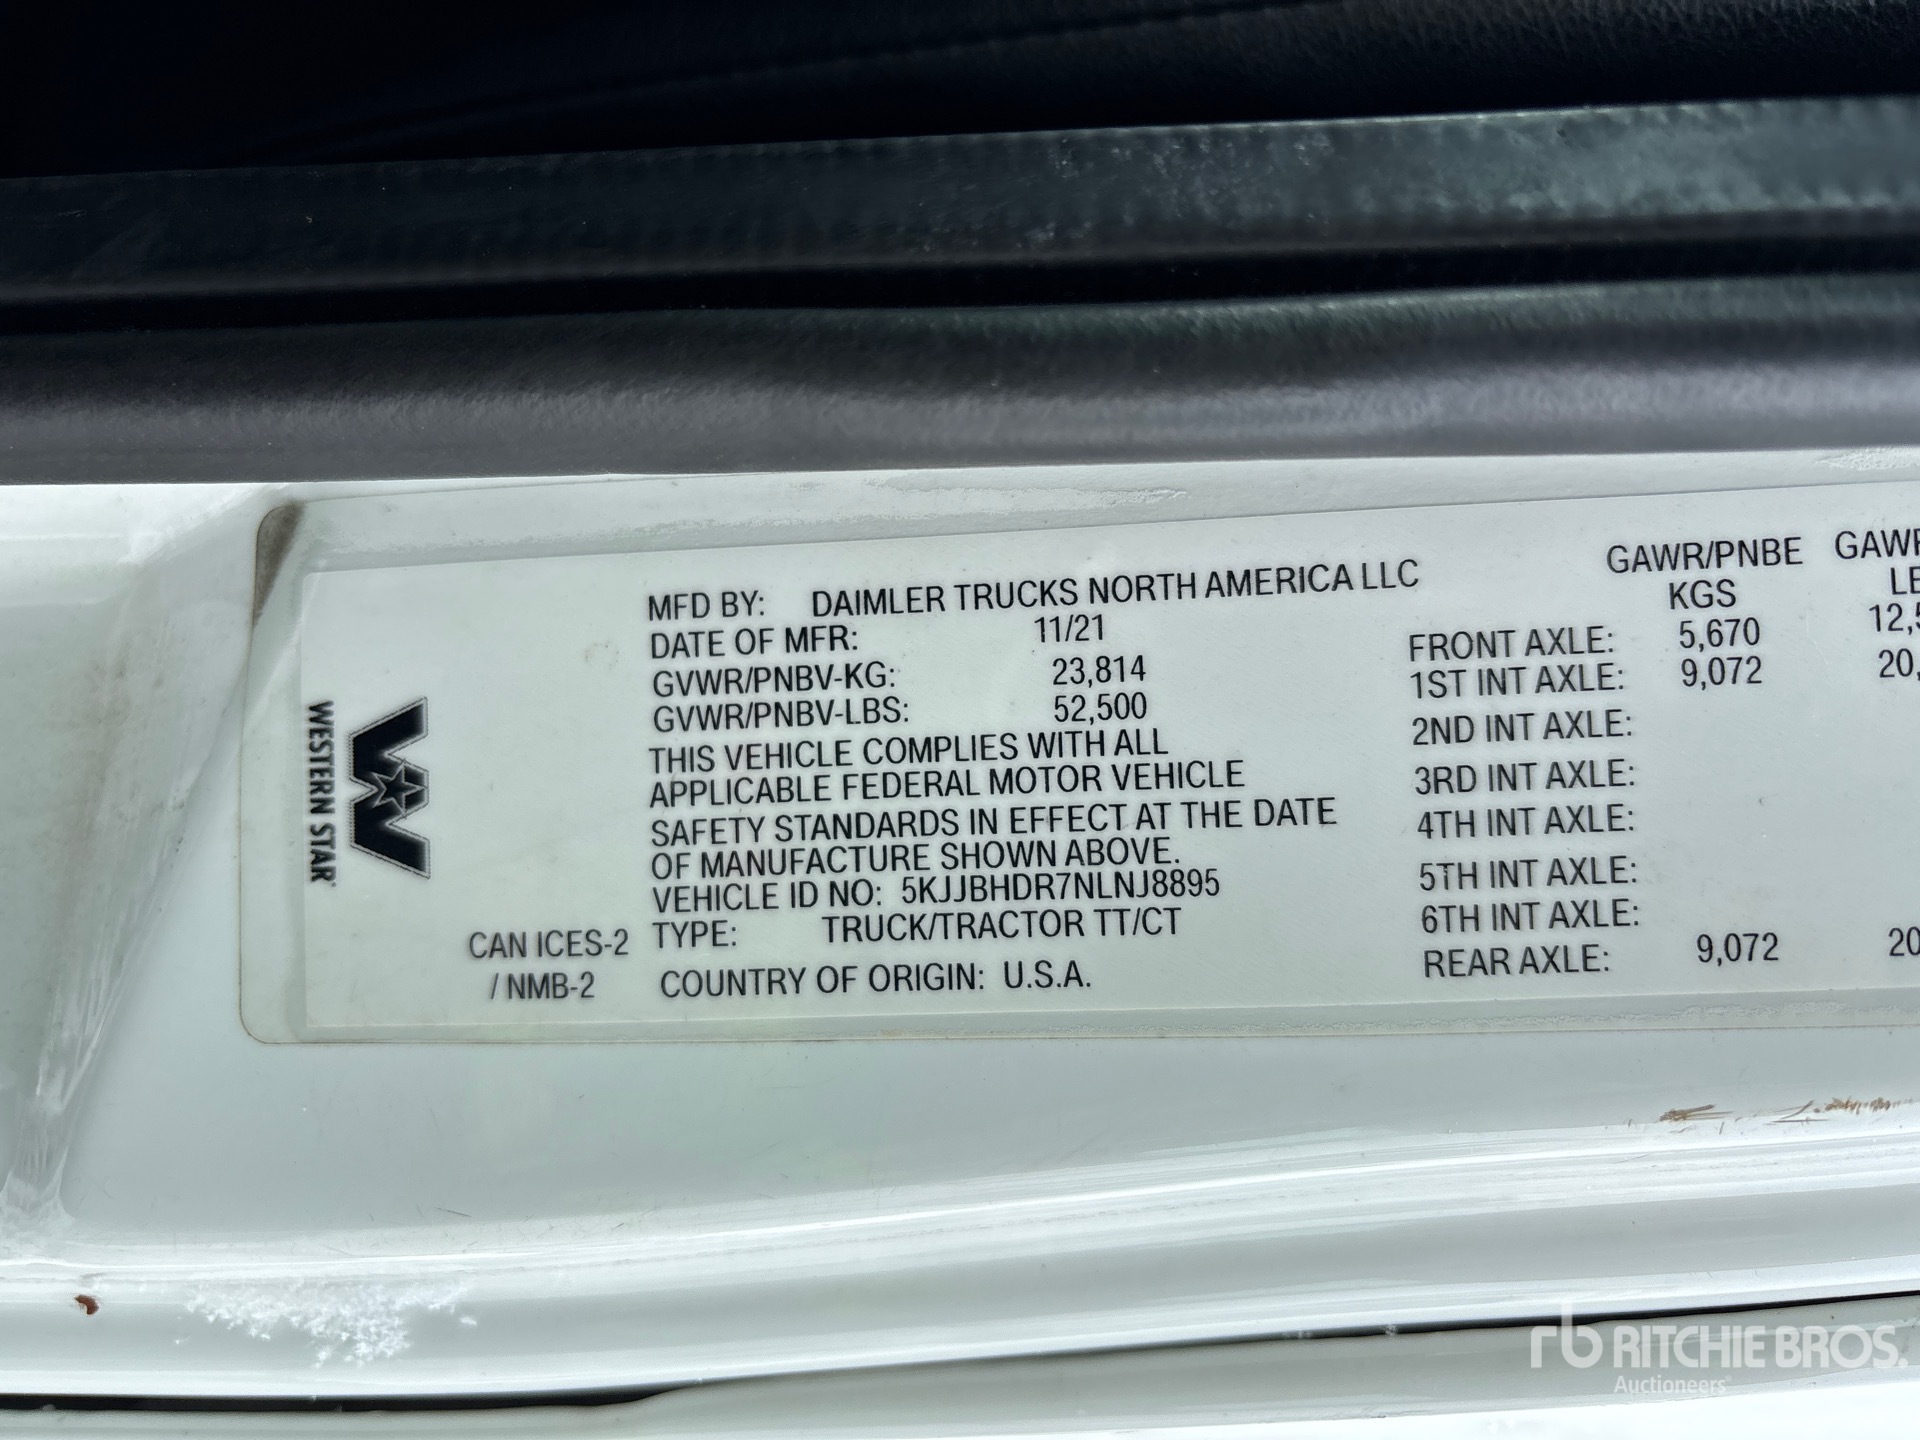 WESTERN STAR
CAN ICES-2
/ NMB-2
MFD BY: DAIMLER TRUCKS NORTH AMERICA LLC
DATE OF MFR: 11/21
GVWR/PNBV-KG: 23,814
GVWR/PNBV-LBS: 52,500
THIS VEHICLE COMPLIES WITH ALL
APPLICABLE FEDERAL MOTOR VEHICLE
SAFETY STANDARDS IN EFFECT AT THE DATE
OF MANUFACTURE SHOWN ABOVE.
VEHICLE ID NO: 5KJJBHDR7NLNJ8895
TYPE: TRUCK/TRACTOR TT/CT
COUNTRY OF ORIGIN: U.S.A.
GAWR/PNBE
KGS
FRONT AXLE: 5,670
1ST INT AXLE: 9,072
2ND INT AXLE:
3RD INT AXLE:
4TH INT AXLE:
5TH INT AXLE:
6TH INT AXLE:
REAR AXLE: 9,072
rb RITCHIE BROS.
Auctioneers